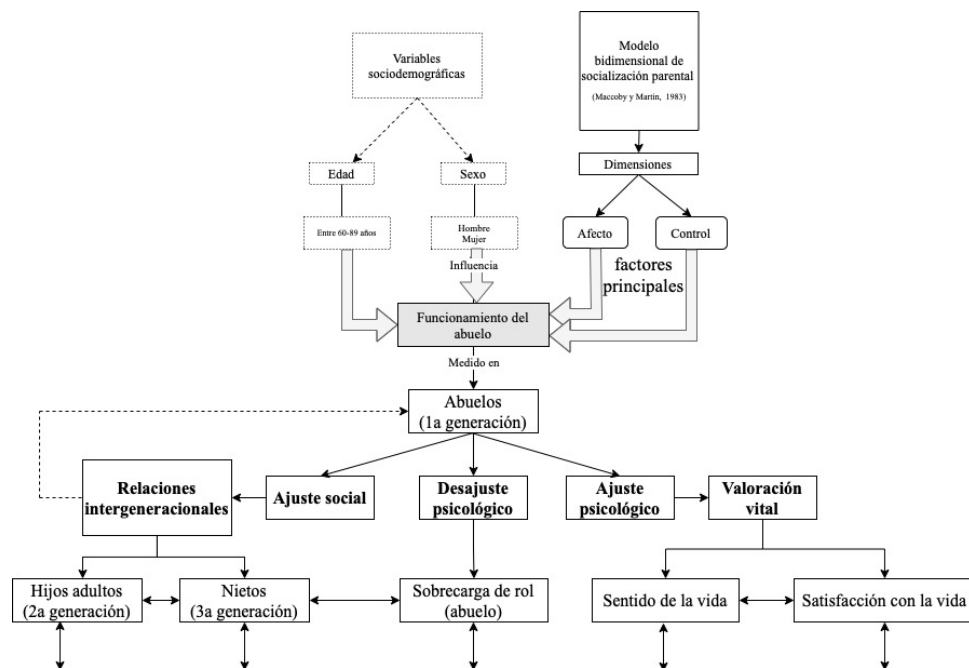 Variables
sociodemográficas
Modelo
bidimensional de
socialización parental
(Maccoby y Martin, 1983)
Edad
Sexo
Dimensiones
Entre 60-89 años
Hombre
Mujer
Afecto
Control
Influencia
factores
principales
Funcionamiento del
abuelo
Medido en
Abuelos
(1a generación)
Relaciones
intergeneracionales
Ajuste social
Desajuste
psicológico
Ajuste
psicológico
Valoración
vital
Hijos adultos
(2a generación)
Nietos
(3a generación)
Sobrecarga de rol
(abuelo)
Sentido de la vida
Satisfacción con la vida